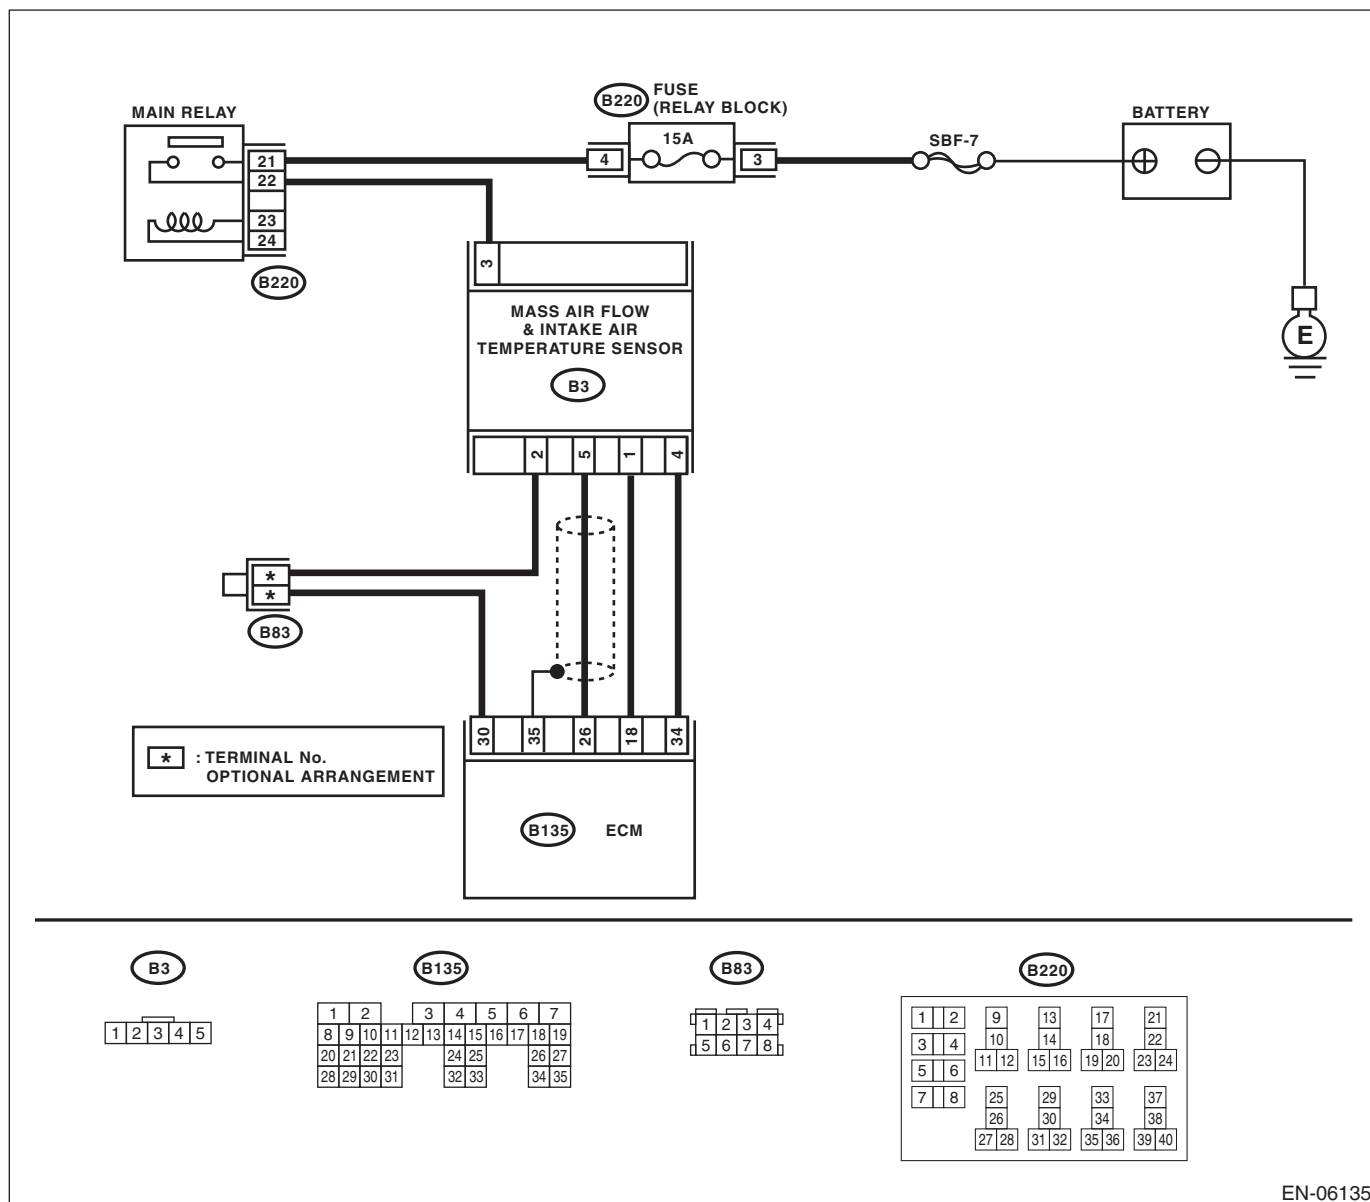 B220
FUSE
(RELAY BLOCK)
MAIN RELAY
15A
SBF-7
BATTERY
21
22
23
24
4
3
B220
3
MASS AIR FLOW
& INTAKE AIR
TEMPERATURE SENSOR
B3
2 5 1 4
*
*
B83
30 35 26 18 34
* : TERMINAL No.
OPTIONAL ARRANGEMENT
B135 ECM
E
B3
1 2 3 4 5
B135
1 2 3 4 5 6 7
8 9 10 11 12 13 14 15 16 17 18 19
20 21 22 23 24 25 26 27
28 29 30 31 32 33 34 35
B83
1 2 3 4
5 6 7 8
B220
1 2 9 13 17 21
3 4 10 14 18 22
11 12 15 16 19 20 23 24
5 6
7 8 25 29 33 37
26 30 34 38
27 28 31 32 35 36 39 40
EN-06135